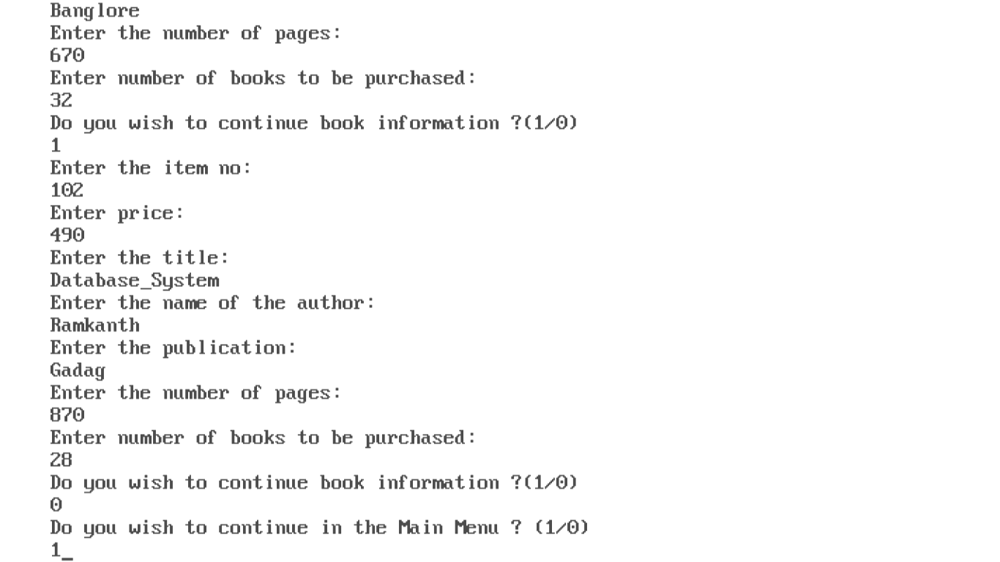 Banglore
Enter the number of pages:
670
Enter number of books to be purchased:
32
Do you wish to continue book information ?(1/0)
1
Enter the item no:
102
Enter price:
490
Enter the title:
Database_System
Enter the name of the author:
Ramkanth
Enter the publication:
Gadag
Enter the number of pages:
870
Enter number of books to be purchased:
28
Do you wish to continue book information ?(1/0)
0
Do you wish to continue in the Main Menu ? (1/0)
1_